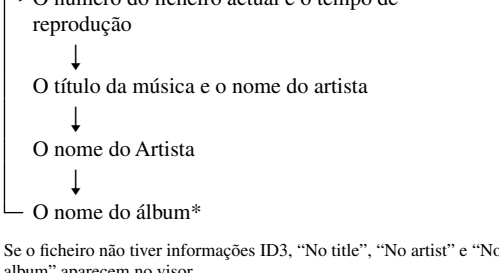 O número do ficheiro actual e o tempo de
reprodução
O título da música e o nome do artista
O nome do Artista
O nome do álbum*
Se o ficheiro não tiver informações ID3, “No title”, “No artist” e “No
album” aparecem no visor